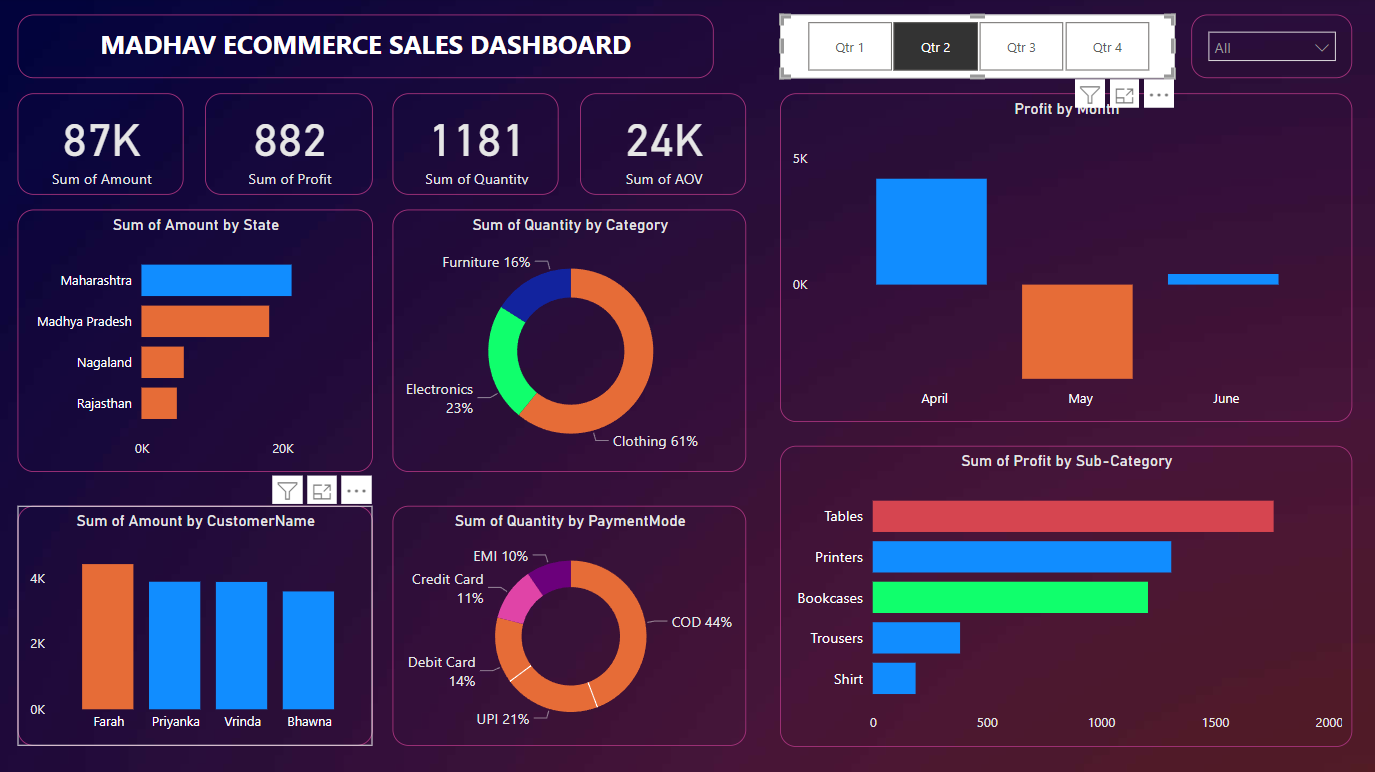 MADHAV ECOMMERCE SALES DASHBOARD
Qtr 1
Qtr 2
Qtr 3
Qtr 4
All
87K
Sum of Amount
882
Sum of Profit
1181
Sum of Quantity
24K
Sum of AOV
Profit by Month
5K
0K
April
May
June
Sum of Amount by State
Maharashtra
Madhya Pradesh
Nagaland
Rajasthan
0K
20K
Sum of Quantity by Category
Furniture 16%
Electronics
23%
Clothing 61%
Sum of Amount by CustomerName
4K
2K
0K
Farah
Priyanka
Vrinda
Bhawna
Sum of Quantity by PaymentMode
EMI 10%
Credit Card
11%
COD 44%
Debit Card
14%
UPI 21%
Sum of Profit by Sub-Category
Tables
Printers
Bookcases
Trousers
Shirt
0
500
1000
1500
2000